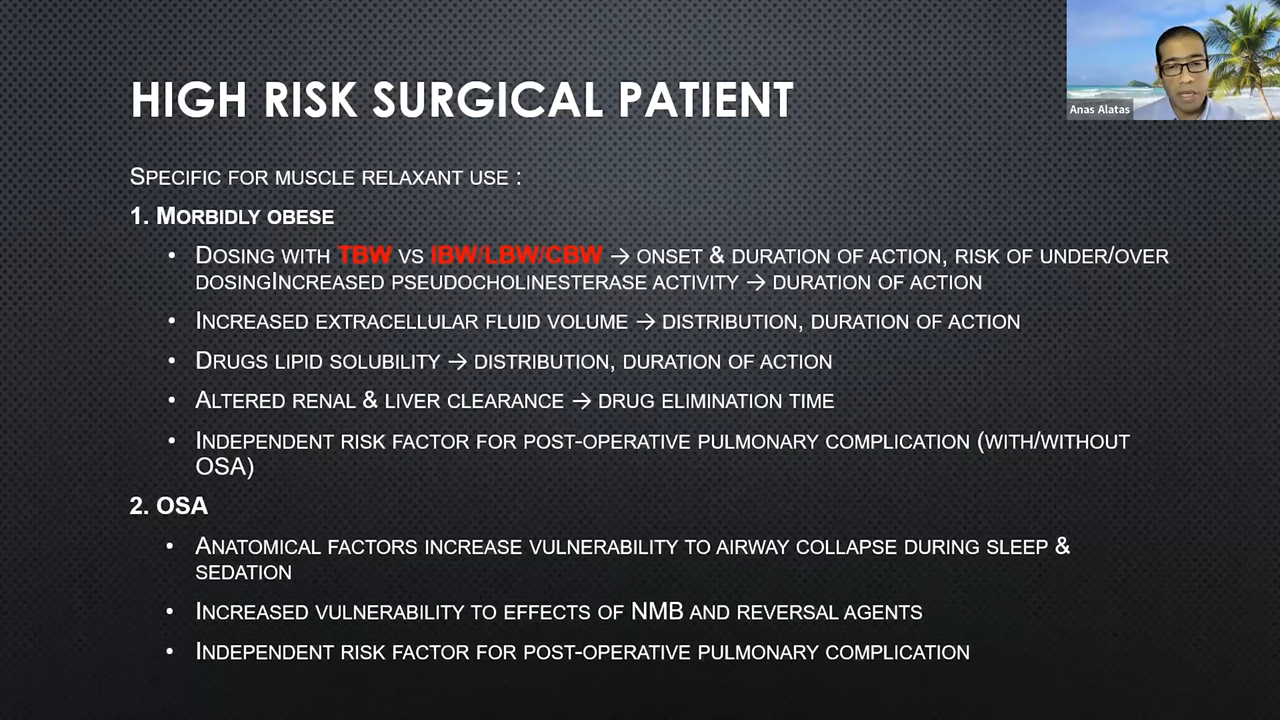 HIGH RISK SURGICAL PATIENT
Anas Alatas
SPECIFIC FOR MUSCLE RELAXANT USE :
1. MORBIDLY OBESE
• DOSING WITH TBW VS IBW/LBW/CBW → ONSET & DURATION OF ACTION, RISK OF UNDER/OVER
DOSINGINCREASED PSEUDOCHOLINESTERASE ACTIVITY → DURATION OF ACTION
• INCREASED EXTRACELLULAR FLUID VOLUME → DISTRIBUTION, DURATION OF ACTION
• DRUGS LIPID SOLUBILITY → DISTRIBUTION, DURATION OF ACTION
• ALTERED RENAL & LIVER CLEARANCE → DRUG ELIMINATION TIME
• INDEPENDENT RISK FACTOR FOR POST-OPERATIVE PULMONARY COMPLICATION (WITH/WITHOUT
OSA)
2. OSA
• ANATOMICAL FACTORS INCREASE VULNERABILITY TO AIRWAY COLLAPSE DURING SLEEP &
SEDATION
• INCREASED VULNERABILITY TO EFFECTS OF NMB AND REVERSAL AGENTS
• INDEPENDENT RISK FACTOR FOR POST-OPERATIVE PULMONARY COMPLICATION